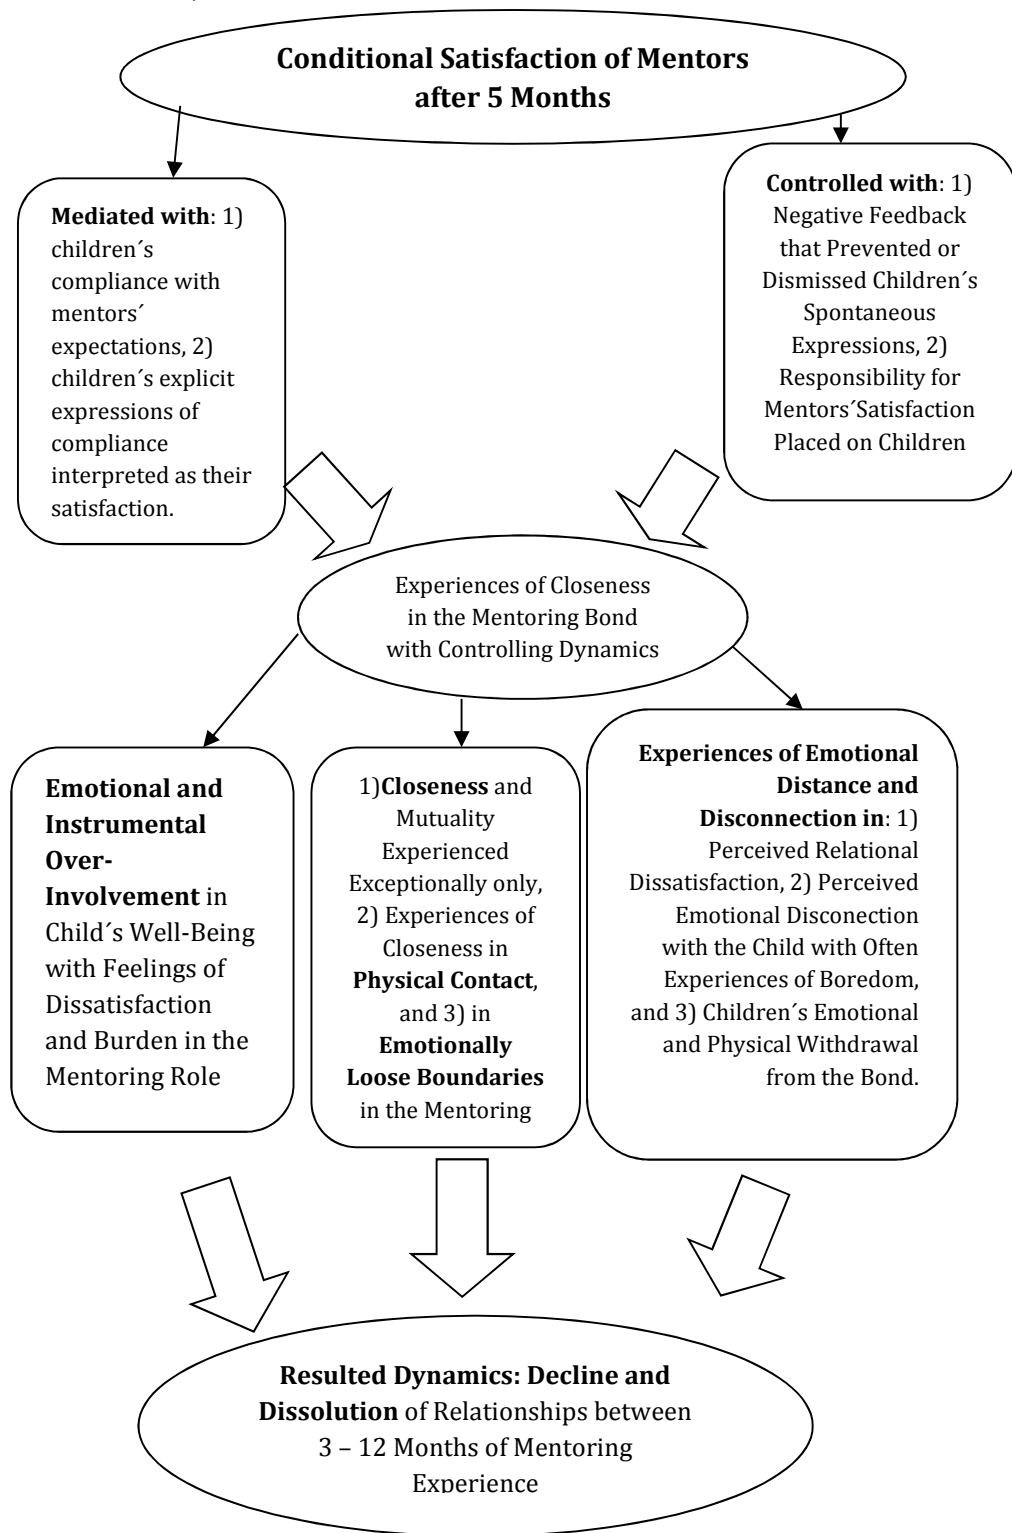 Conditional Satisfaction of Mentors
after 5 Months
Mediated with: 1)
children´s
compliance with
mentors´
expectations, 2)
children´s explicit
expressions of
compliance
interpreted as their
satisfaction.
Controlled with: 1)
Negative Feedback
that Prevented or
Dismissed Children´s
Spontaneous
Expressions, 2)
Responsibility for
Mentors´Satisfaction
Placed on Children
Experiences of Closeness
in the Mentoring Bond
with Controlling Dynamics
Emotional and
Instrumental
Over-
Involvement in
Child´s Well-Being
with Feelings of
Dissatisfaction
and Burden in the
Mentoring Role
1)Closeness and
Mutuality
Experienced
Exceptionally only,
2) Experiences of
Closeness in
Physical Contact,
and 3) in
Emotionally
Loose Boundaries
in the Mentoring
Experiences of Emotional
Distance and
Disconnection in: 1)
Perceived Relational
Dissatisfaction, 2) Perceived
Emotional Disconection
with the Child with Often
Experiences of Boredom,
and 3) Children´s Emotional
and Physical Withdrawal
from the Bond.
Resulted Dynamics: Decline and
Dissolution of Relationships between
3 – 12 Months of Mentoring
Experience